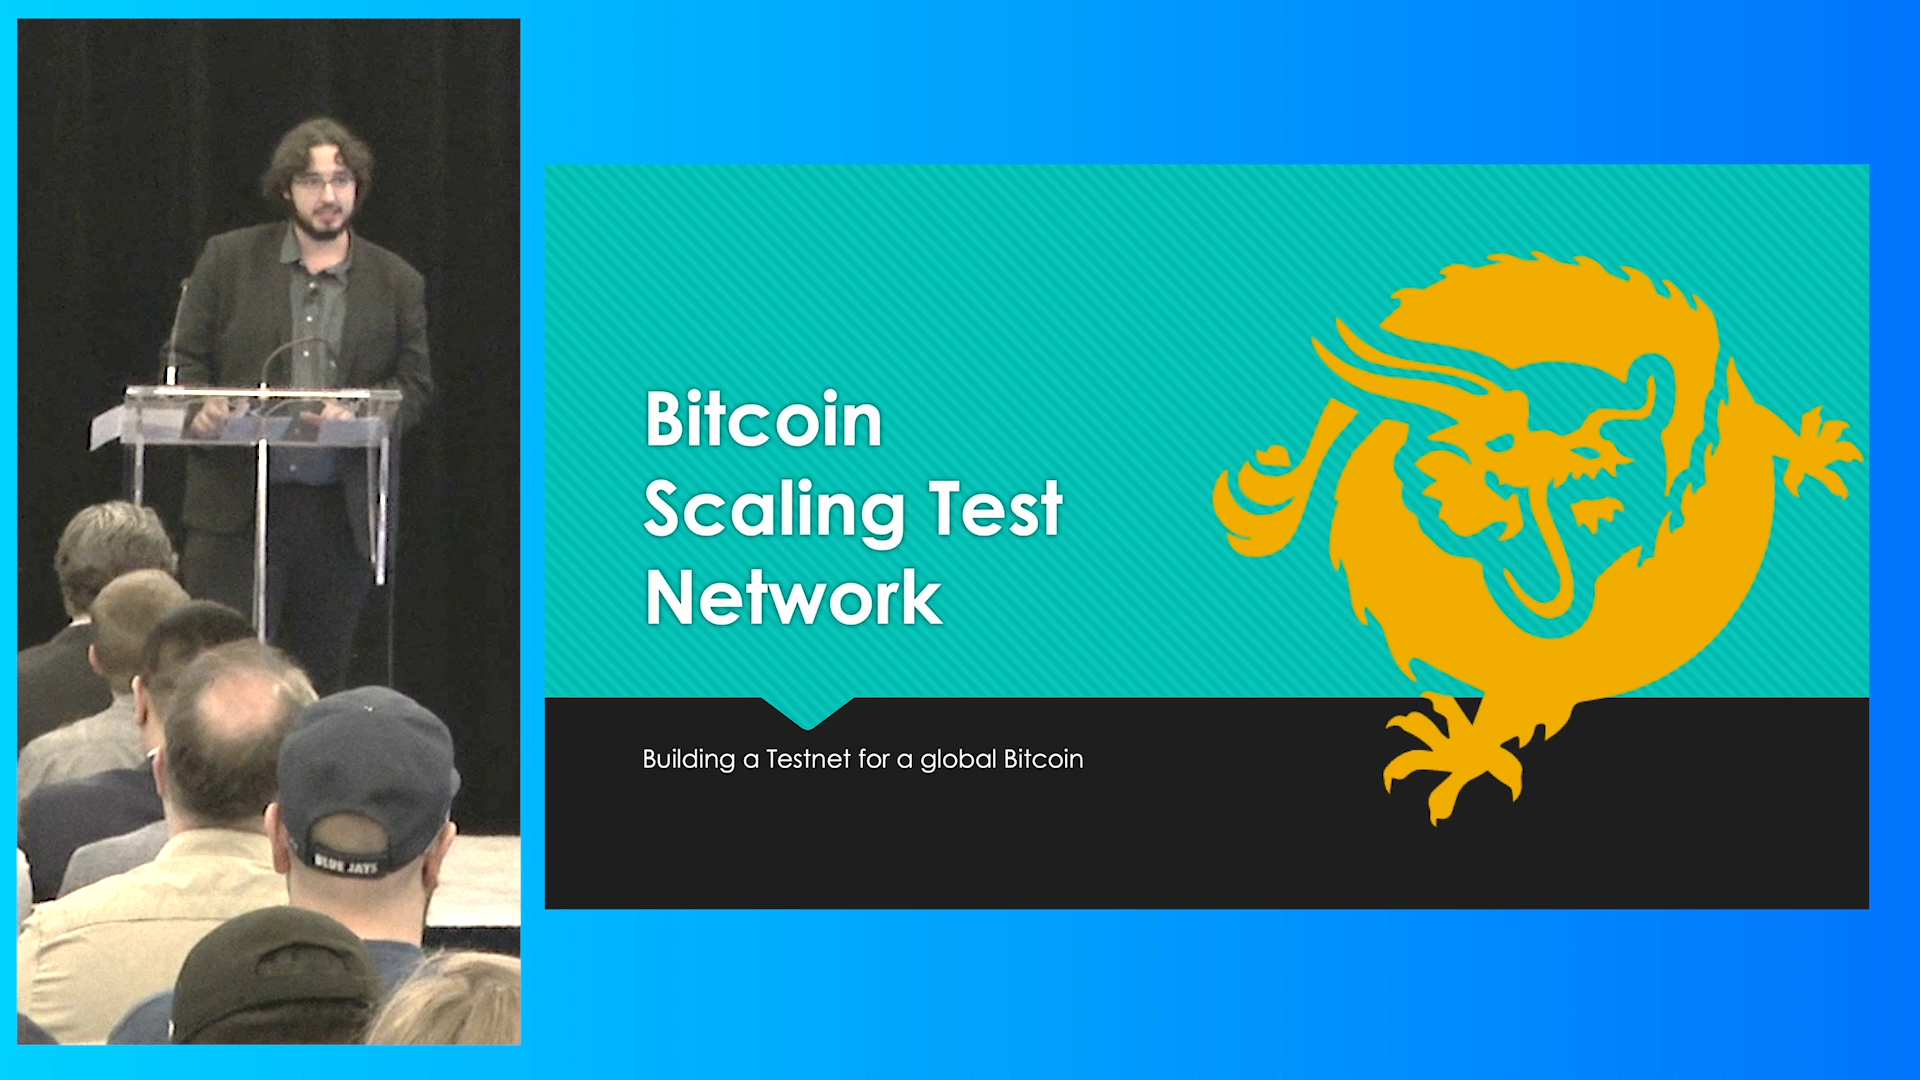 Bitcoin
Scaling Test
Network
Building a Testnet for a global Bitcoin
BLUE JAYS